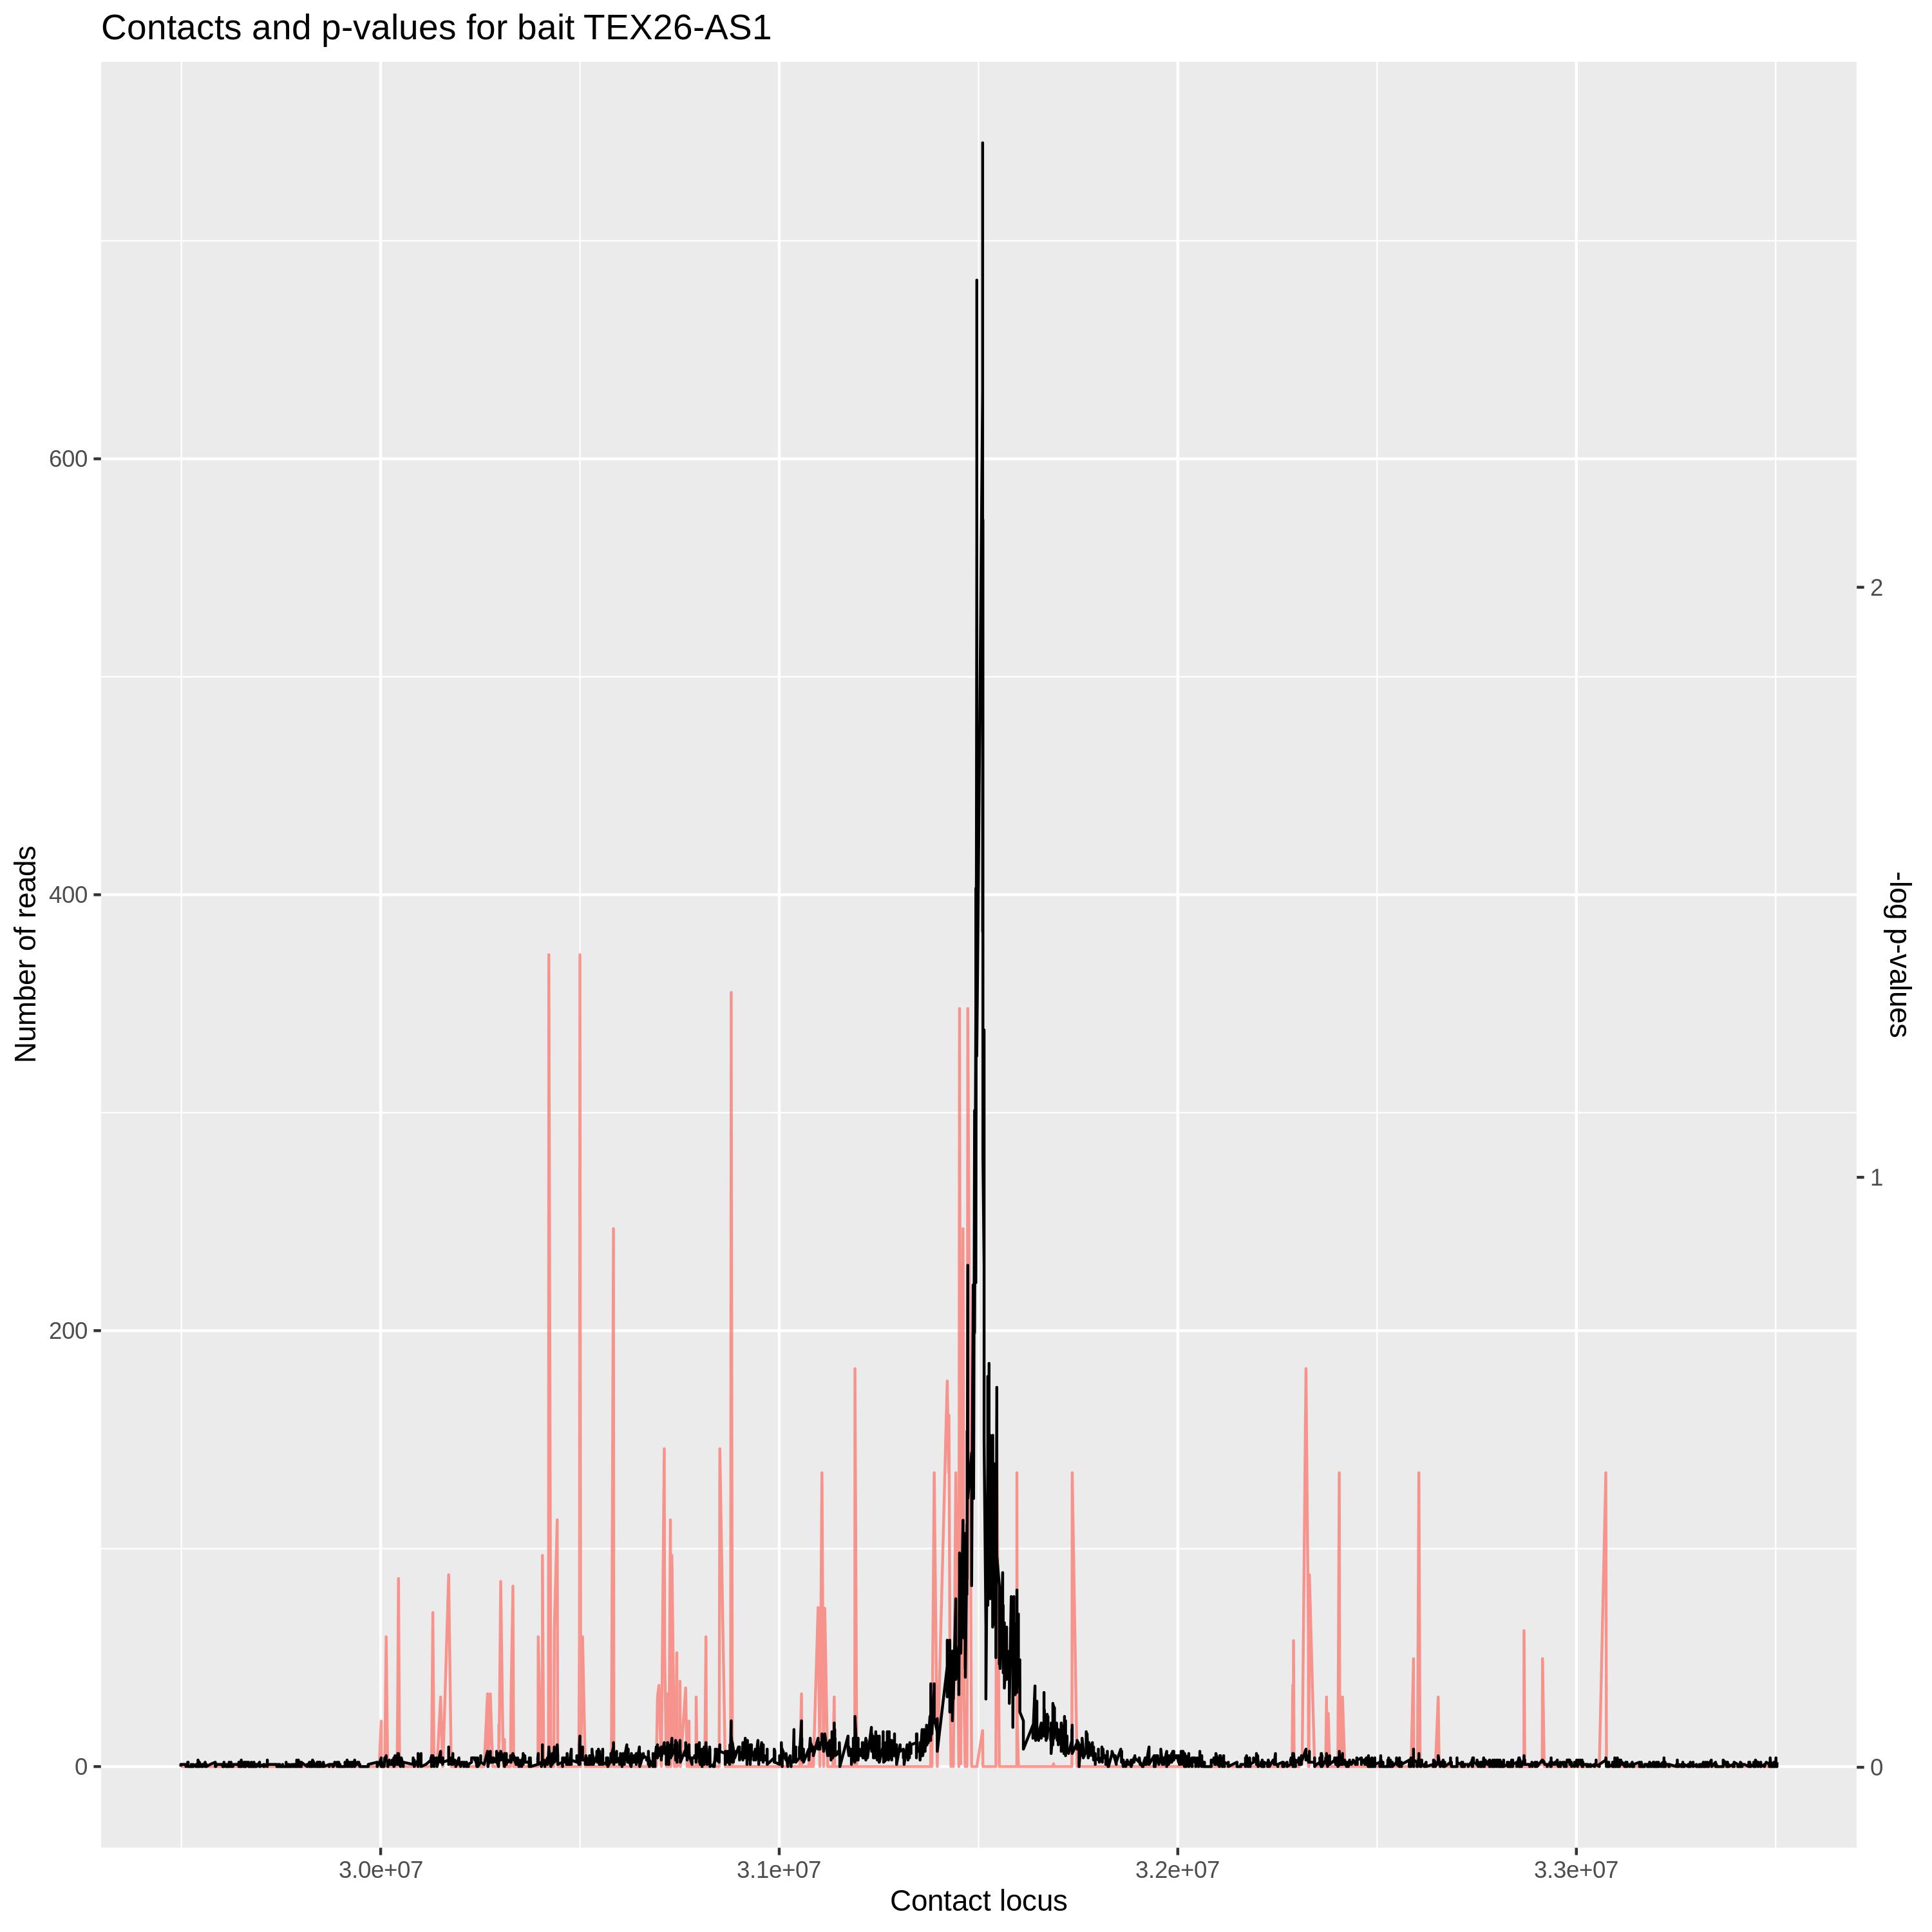 Contacts and p-values for bait TEX26-AS1
600
400
200
0
Number of reads
2
1
0
-log p-values
3.0e+07 3.1e+07 3.2e+07 3.3e+07
Contact locus